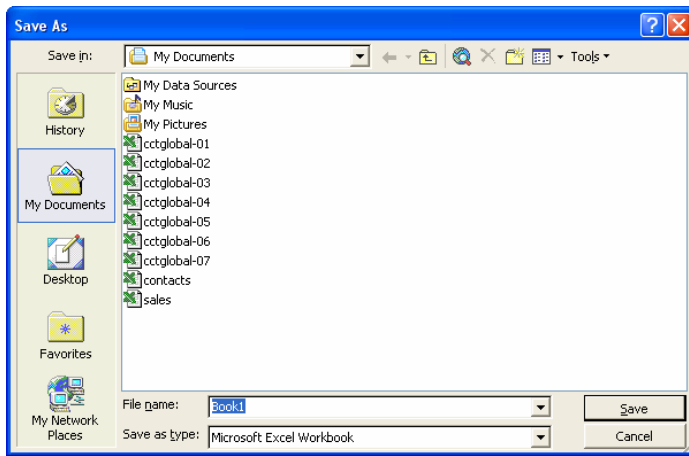 Save As
Save in:
My Documents
Tools
My Data Sources
My Music
My Pictures
cctglobal-01
cctglobal-02
cctglobal-03
cctglobal-04
cctglobal-05
cctglobal-06
cctglobal-07
contacts
sales
History
My Documents
Desktop
Favorites
My Network
Places
File name:
Book1
Save
Save as type:
Microsoft Excel Workbook
Cancel